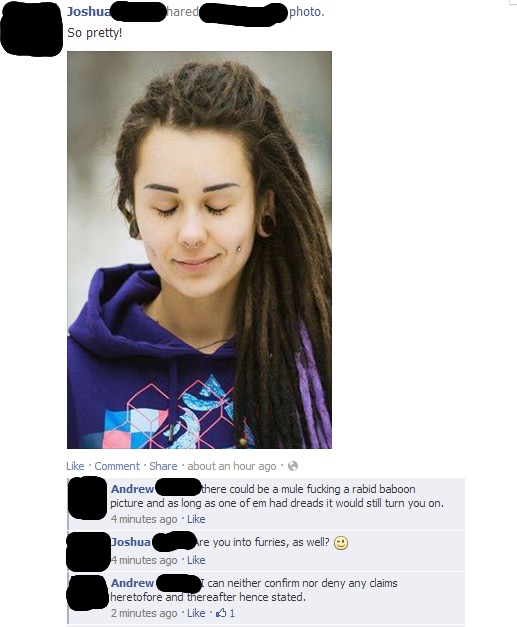 Joshua hared photo.
So pretty!
Like · Comment · Share · about an hour ago ·
Andrew there could be a mule fucking a rabid baboon
picture and as long as one of em had dreads it would still turn you on.
4 minutes ago · Like
Joshua re you into furries, as well?
4 minutes ago · Like
Andrew I can neither confirm nor deny any claims
heretofore and thereafter hence stated.
2 minutes ago · Like · 1